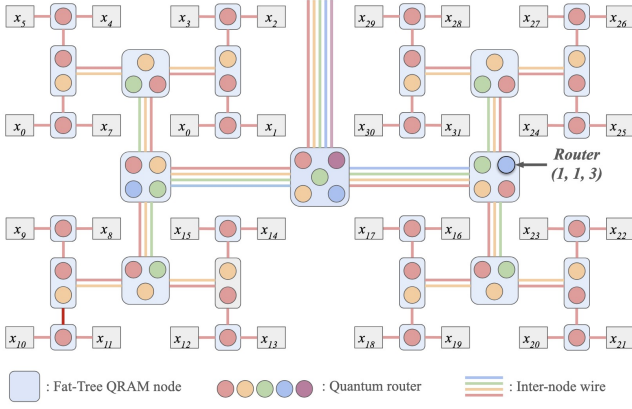 x5 x4 x3 x2 x29 x28 x27 x26
x0 x7 x0 x1 x30 x31 x24 x25
Router
(1, 1, 3)
x9 x8 x15 x14 x17 x16 x23 x22
x10 x11 x12 x13 x18 x19 x20 x21
: Fat-Tree QRAM node : Quantum router : Inter-node wire